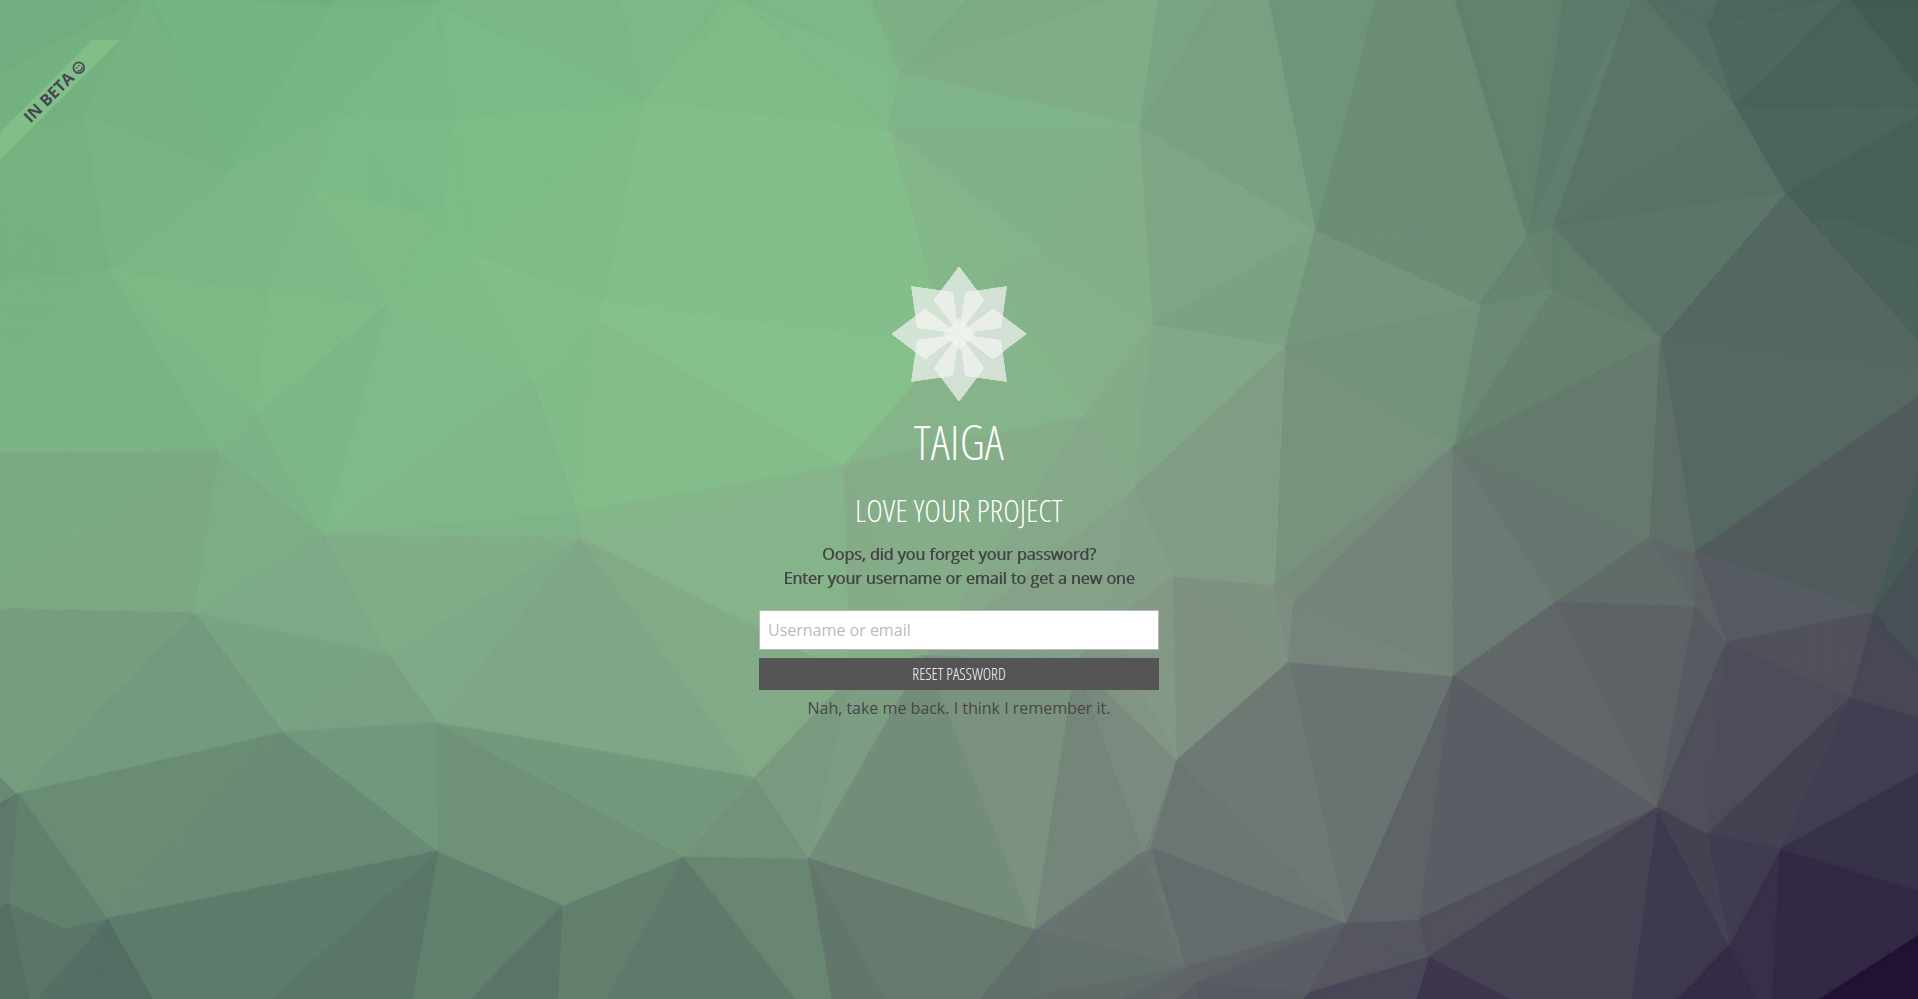 IN BETA
TAIGA
LOVE YOUR PROJECT
Oops, did you forget your password?
Enter your username or email to get a new one
Username or email
RESET PASSWORD
Nah, take me back. I think I remember it.